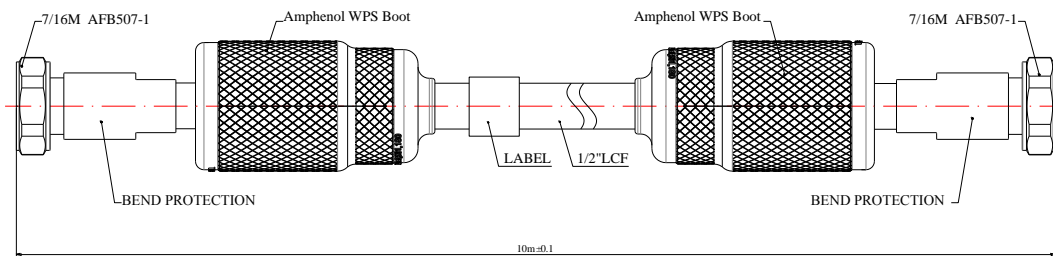 7/16M AFB507-1
Amphenol WPS Boot
Amphenol WPS Boot
7/16M AFB507-1
LABEL
1/2"LCF
BEND PROTECTION
BEND PROTECTION
10m±0.1